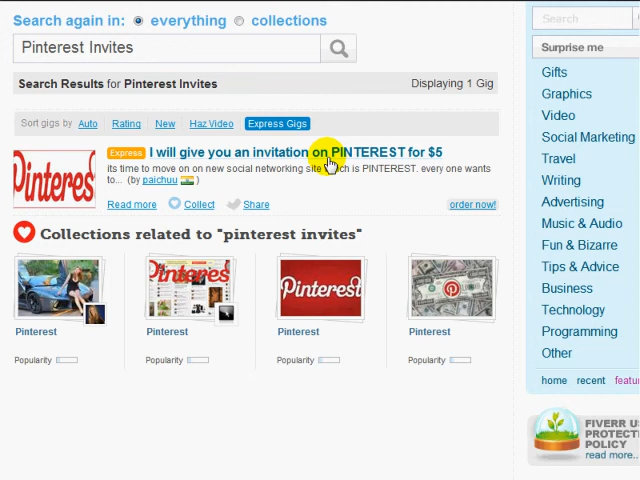 Search again in: everything collections
Pinterest Invites
Search Results for Pinterest Invites Displaying 1 Gig
Sort gigs by Auto Rating New Haz Video Express Gigs
Pinteres
Express I will give you an invitation on PINTEREST for $5
its time to move on on new social networking site which is PINTEREST. every one wants
to... (by paichuu )
Read more Collect Share order now!
Collections related to "pinterest invites"
Pinterest
Pinterest
Pinterest Pinterest Pinterest Pinterest
Popularity Popularity Popularity Popularity
Search
Surprise me
Gifts
Graphics
Video
Social Marketing
Travel
Writing
Advertising
Music & Audio
Fun & Bizarre
Tips & Advice
Business
Technology
Programming
Other
home recent featu
FIVERR U
PROTECT
POLICY
read more..